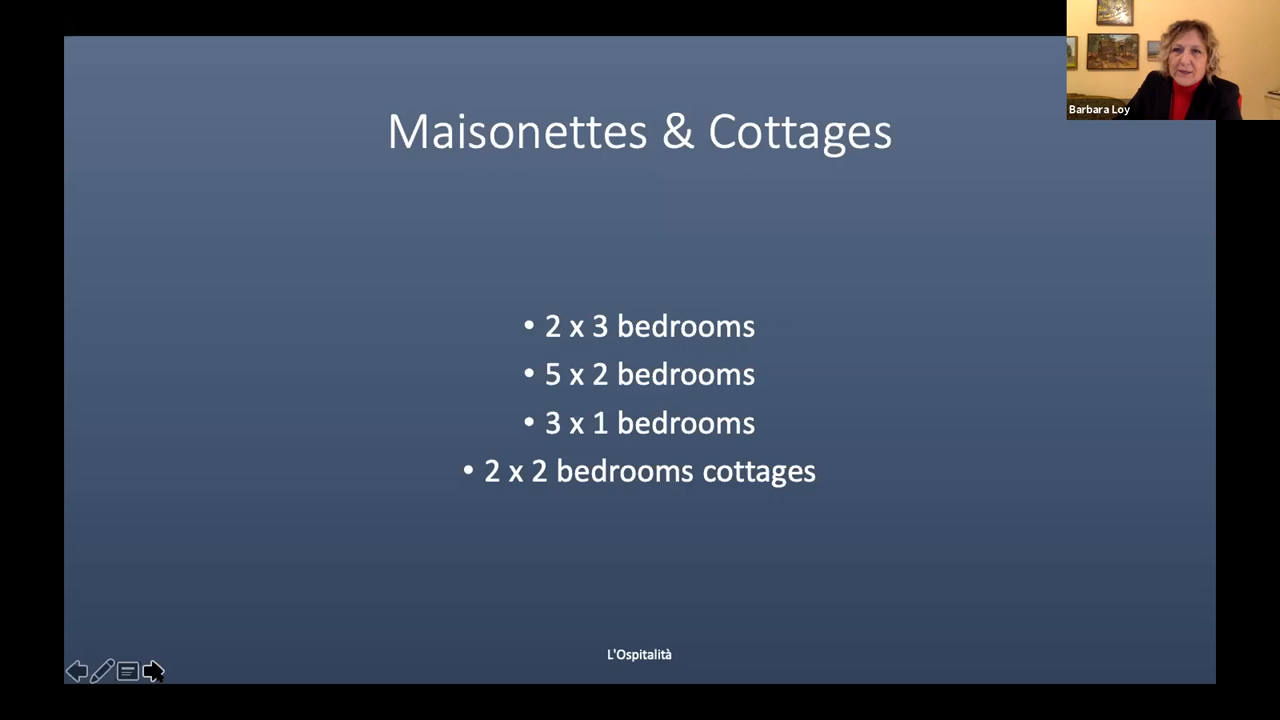 Barbara Loy
Maisonettes & Cottages
• 2 x 3 bedrooms
• 5 x 2 bedrooms
• 3 x 1 bedrooms
• 2 x 2 bedrooms cottages
L'Ospitalità